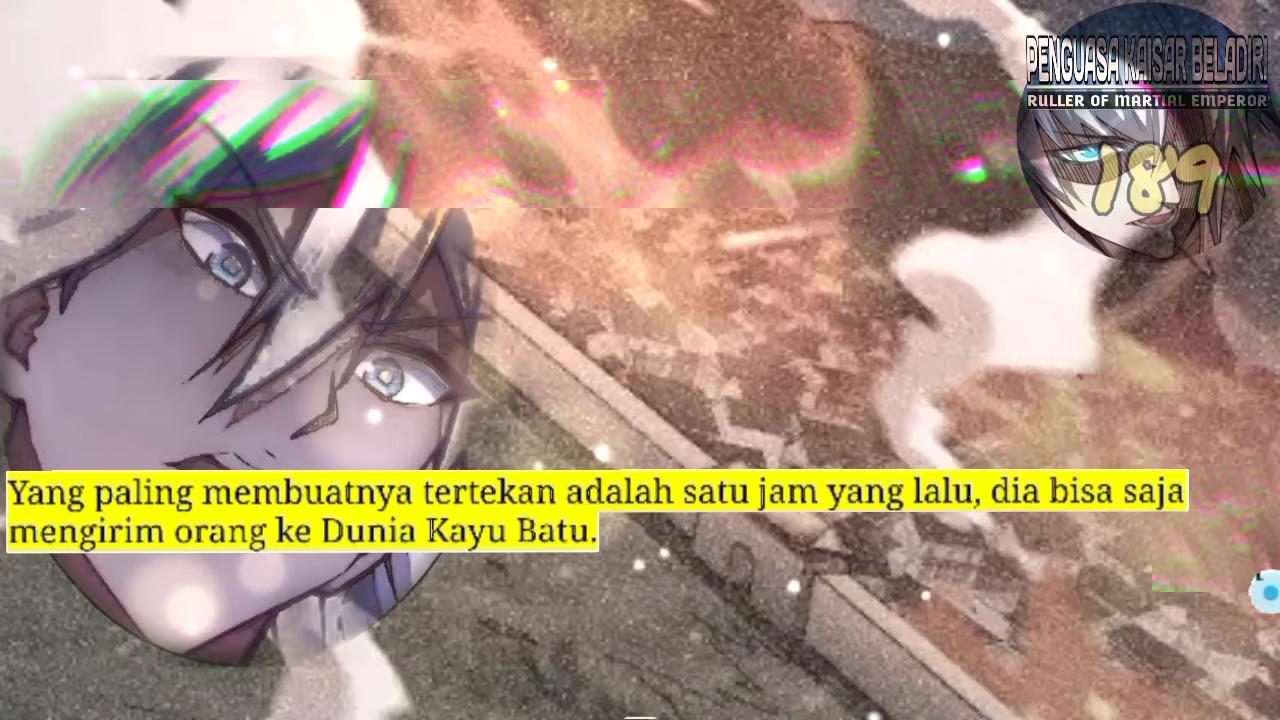 PENGUASA KAISAR BELADIRI
RULLER OF MARTIAL EMPEROR
189
Yang paling membuatnya tertekan adalah satu jam yang lalu, dia bisa saja
mengirim orang ke Dunia Kayu Batu.